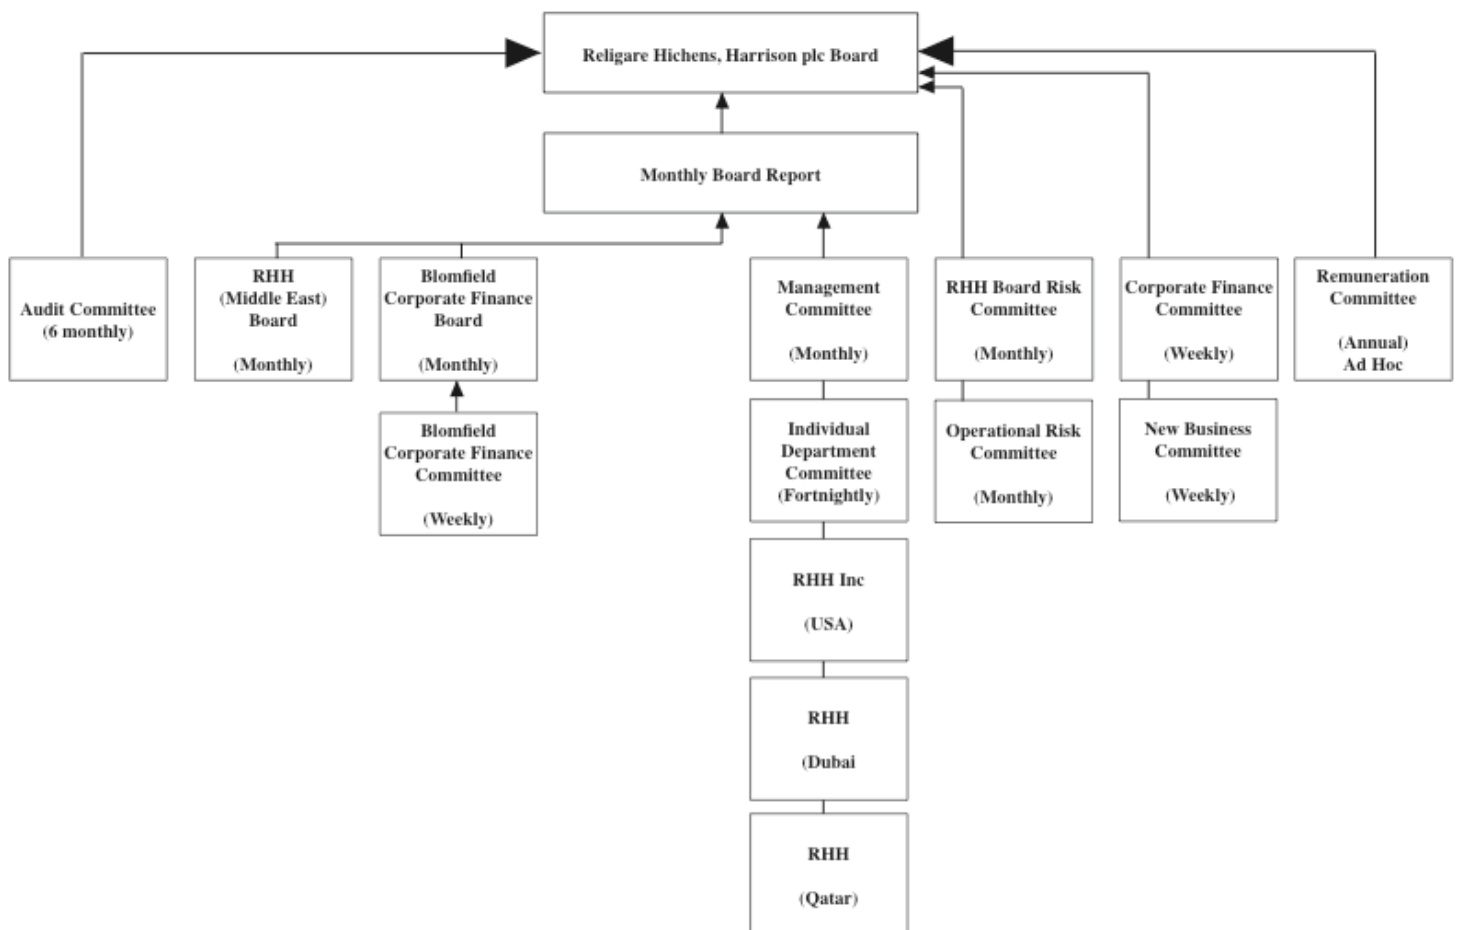 Religare Hichens, Harrison plc Board
Monthly Board Report
Audit Committee
(6 monthly)
RHH
(Middle East)
Board
(Monthly)
Blomfield
Corporate Finance
Board
(Monthly)
Management
Committee
(Monthly)
RHH Board Risk
Committee
(Monthly)
Corporate Finance
Committee
(Weekly)
Remuneration
Committee
(Annual)
Ad Hoc
Blomfield
Corporate Finance
Committee
(Weekly)
Individual
Department
Committee
(Fortnightly)
Operational Risk
Committee
(Monthly)
New Business
Committee
(Weekly)
RHH Inc
(USA)
RHH
(Dubai
RHH
(Qatar)